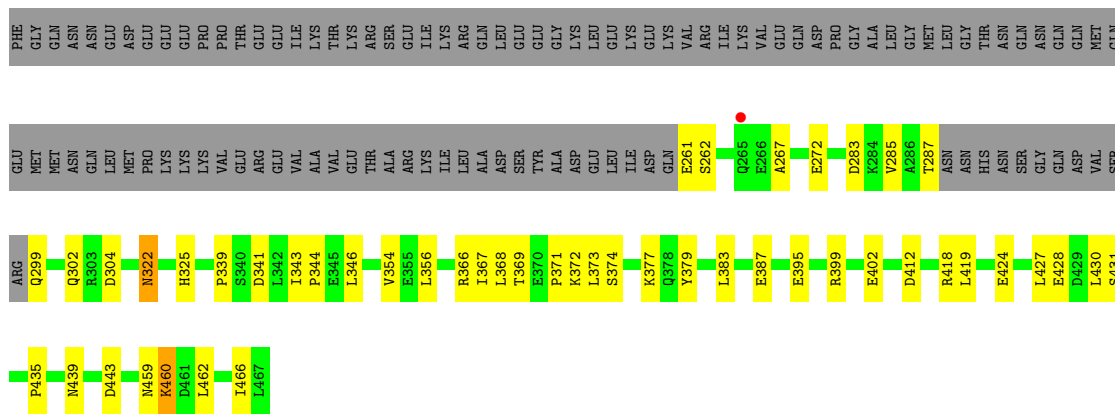 PHE GLY GLN ASN ASN GLU ASP GLU GLU GLU PRO PRO THR GLU GLU ILE LYS THR LYS ARG SER GLU ILE LYS ARG GLN LEU GLU GLU GLY LYS LEU GLU LYS GLU LYS VAL ARG ILE LYS VAL GLU GLN ASP PRO GLY ALA LEU GLY MET LEU GLY THR ASN GLN ASN GLN GLN MET GLN
GLU MET MET ASN GLN LEU MET PRO LYS LYS LYS VAL GLU ARG GLU VAL ALA VAL GLU THR ALA ARG LYS ILE LEU ALA ASP SER TYR ALA ASP GLU LEU ILE ASP GLN E261 S262 Q265 E266 A267 E272 D283 K284 V285 A286 T287 ASN ASN HIS ASN SER GLY GLN ASP VAL SER
ARG Q299 Q302 R303 D304 N322 H325 P339 S340 D341 L342 I343 P344 E345 L346 V354 E355 L356 R366 I367 L368 T369 E370 P371 K372 L373 S374 K377 Q378 Y379 L383 E387 E395 R399 E402 D412 R418 L419 E424 L427 E428 D429 L430 S431
P435 N439 D443 N459 K460 D461 L462 I466 L467